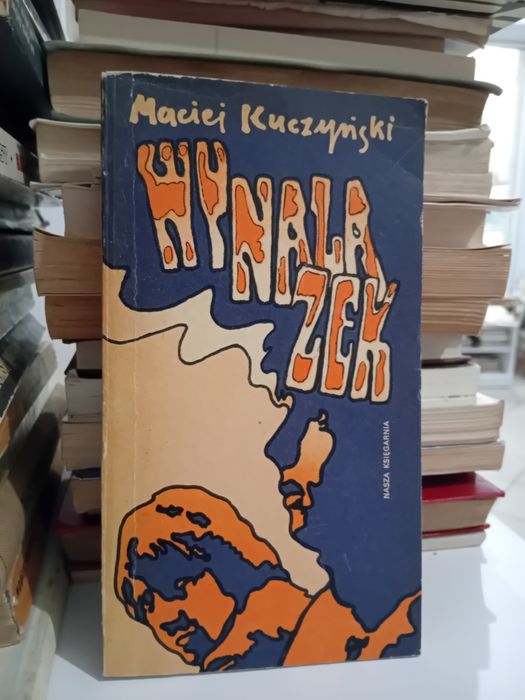 Maciej Kuczyński
WYNALA
ZEK
NASZA KSIĘGARNIA